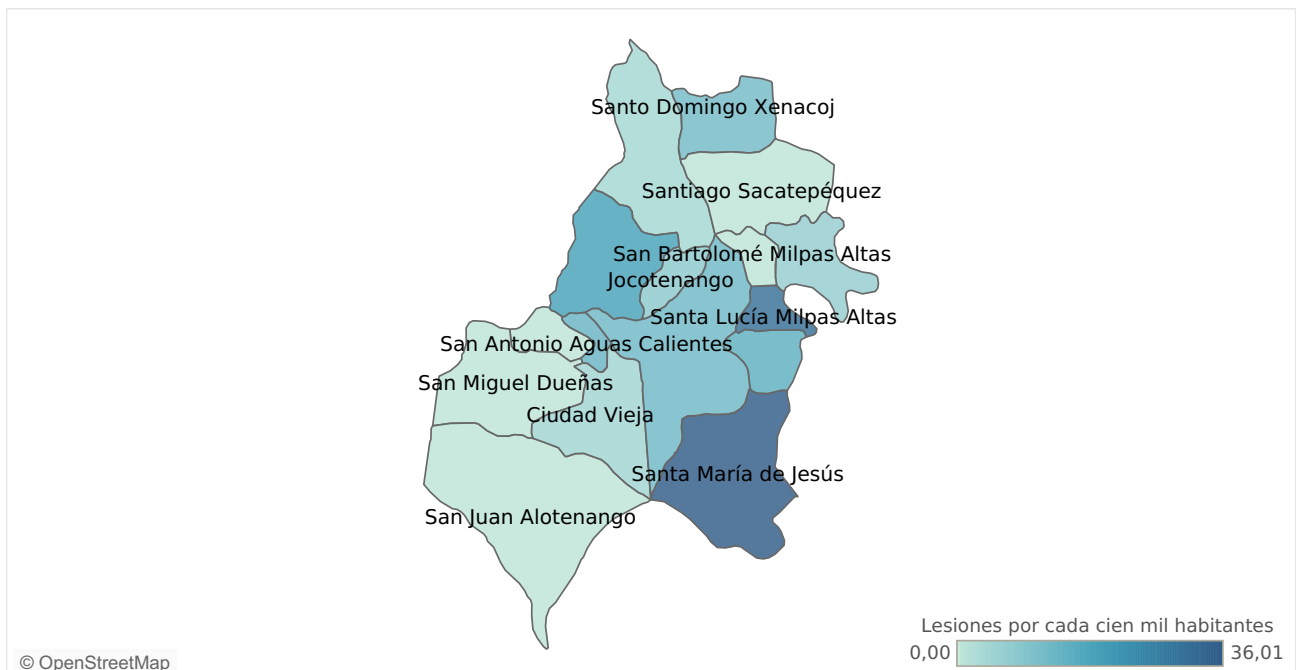 Santo Domingo Xenacoj
Santiago Sacatepéquez
San Bartolomé Milpas Altas
Jocotenango
Santa Lucía Milpas Altas
San Antonio Aguas Calientes
San Miguel Dueñas
Ciudad Vieja
Santa María de Jesús
San Juan Alotenango
Lesiones por cada cien mil habitantes
0,00 36,01
© OpenStreetMap